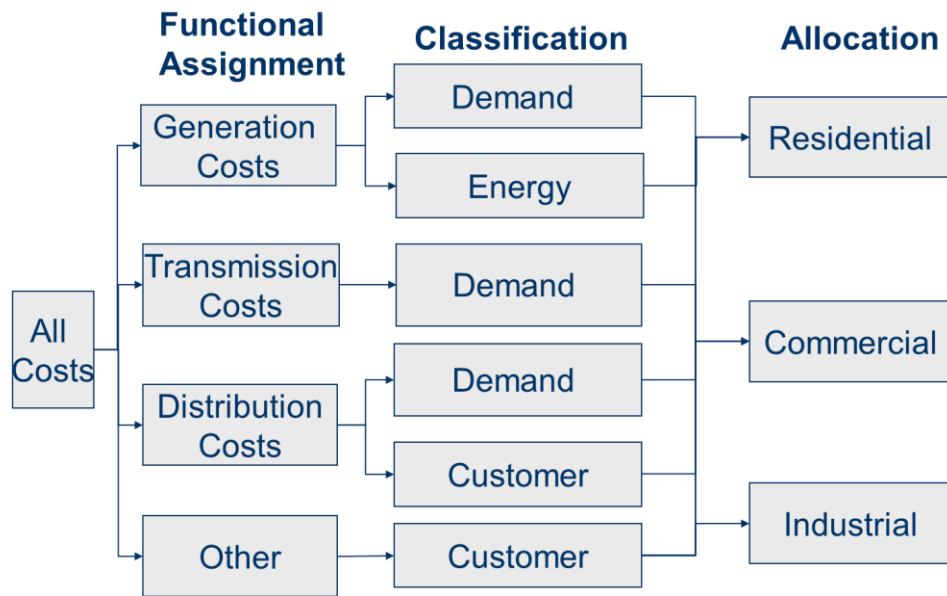 Functional
Assignment
Classification
Allocation
All
Costs
Generation
Costs
Transmission
Costs
Distribution
Costs
Other
Demand
Energy
Demand
Demand
Customer
Customer
Residential
Commercial
Industrial